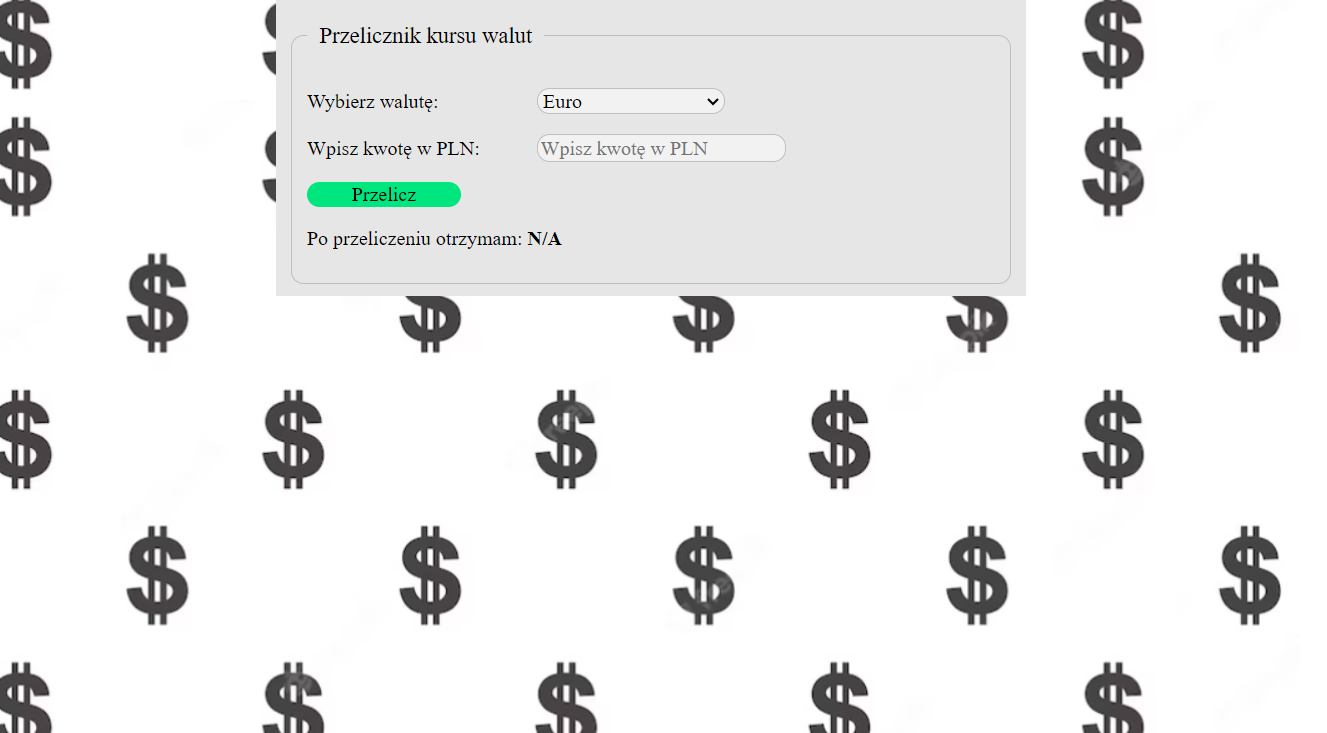 Przelicznik kursu walut
Wybierz walutę: Euro
Wpisz kwotę w PLN: Wpisz kwotę w PLN
Przelicz
Po przeliczeniu otrzymam: N/A